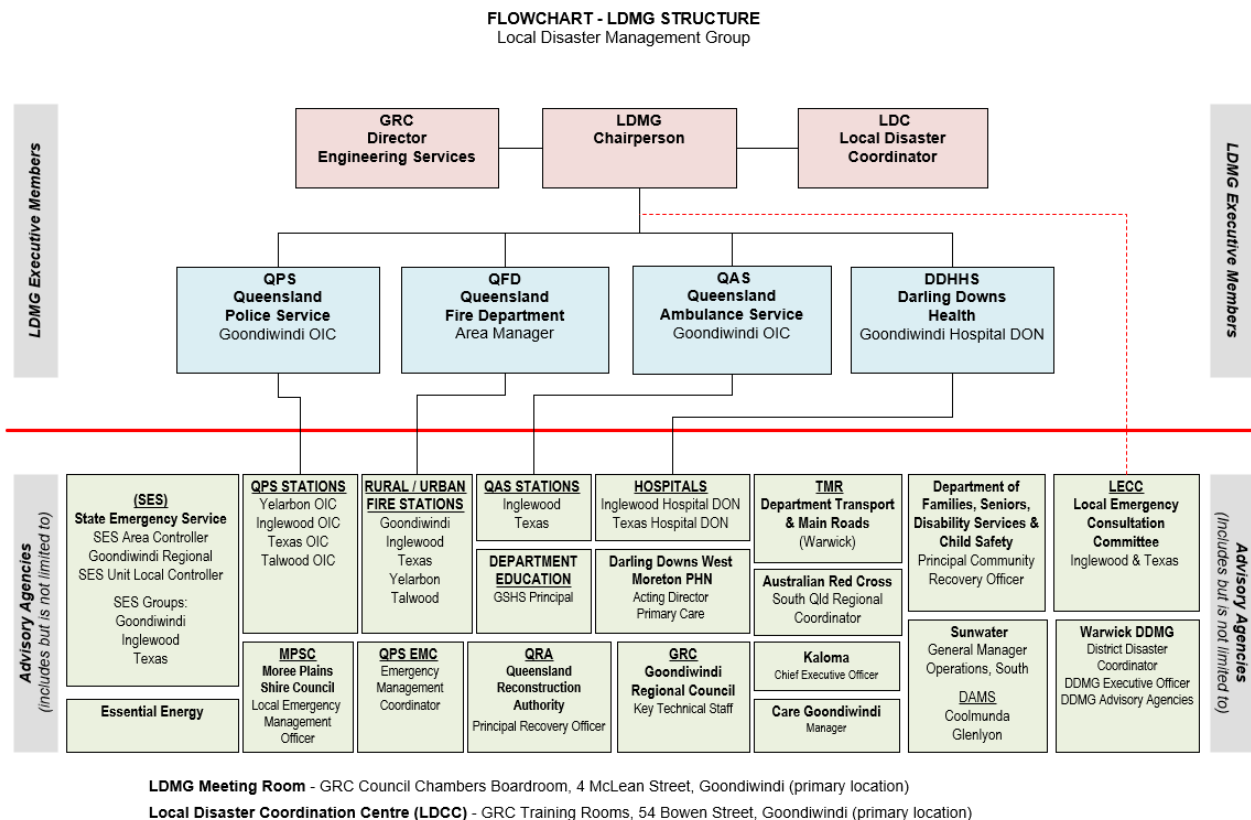 FLOWCHART - LDMG STRUCTURE
Local Disaster Management Group
LDMG Executive Members
GRC
Director
Engineering Services
LDMG
Chairperson
LDC
Local Disaster
Coordinator
LDMG Executive Members
QPS
Queensland
Police Service
Goondiwindi OIC
QFD
Queensland
Fire Department
Area Manager
QAS
Queensland
Ambulance Service
Goondiwindi OIC
DDHHS
Darling Downs
Health
Goondiwindi Hospital DON
Advisory Agencies
(includes but is not limited to)
(SES)
State Emergency Service
SES Area Controller
Goondiwindi Regional
SES Unit Local Controller
SES Groups:
Goondiwindi
Inglewood
Texas
Essential Energy
QPS STATIONS
Yelarbon OIC
Inglewood OIC
Texas OIC
Talwood OIC
MPSC
Moree Plains
Shire Council
Local Emergency
Management
Officer
RURAL / URBAN
FIRE STATIONS
Goondiwindi
Inglewood
Texas
Yelarbon
Talwood
QPS EMC
Emergency
Management
Coordinator
QAS STATIONS
Inglewood
Texas
DEPARTMENT
EDUCATION
GSHS Principal
QRA
Queensland
Reconstruction
Authority
Principal Recovery Officer
HOSPITALS
Inglewood Hospital DON
Texas Hospital DON
Darling Downs West
Moreton PHN
Acting Director
Primary Care
GRC
Goondiwindi
Regional Council
Key Technical Staff
TMR
Department Transport
& Main Roads
(Warwick)
Australian Red Cross
South Qld Regional
Coordinator
Kaloma
Chief Executive Officer
Care Goondiwindi
Manager
Department of
Families, Seniors,
Disability Services &
Child Safety
Principal Community
Recovery Officer
Sunwater
General Manager
Operations, South
DAMS
Coolmunda
Glenlyon
LECC
Local Emergency
Consultation
Committee
Inglewood & Texas
Warwick DDMG
District Disaster
Coordinator
DDMG Executive Officer
DDMG Advisory Agencies
Advisory Agencies
(Includes but is not limited to)
LDMG Meeting Room - GRC Council Chambers Boardroom, 4 McLean Street, Goondiwindi (primary location)
Local Disaster Coordination Centre (LDCC) - GRC Training Rooms, 54 Bowen Street, Goondiwindi (primary location)